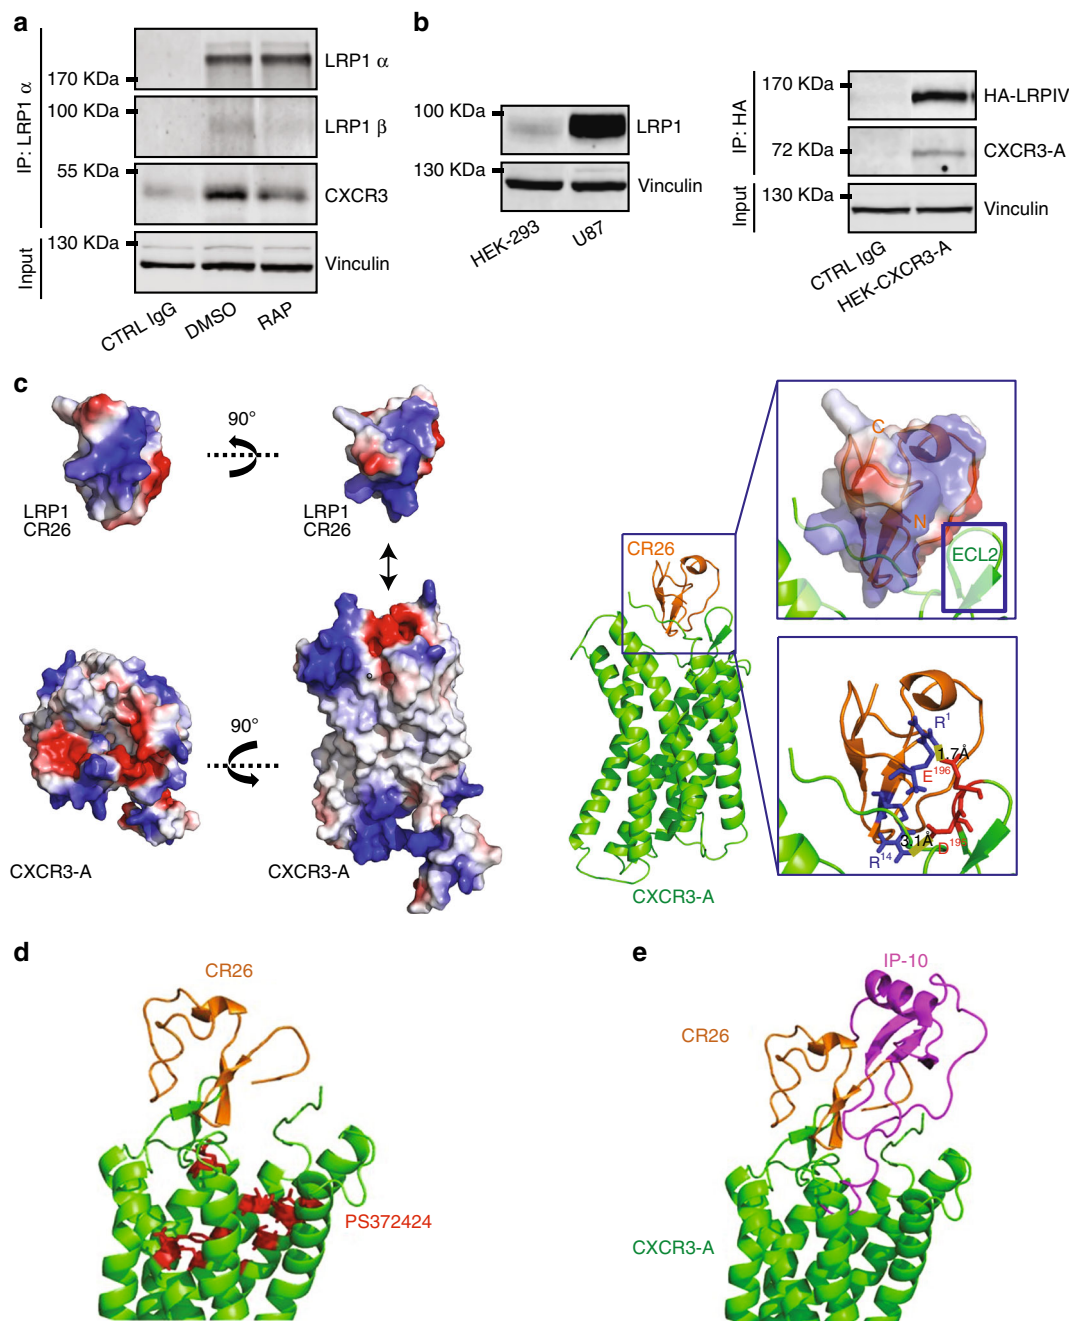 a
IP: LRP1 α
170 KDa
LRP1 α
100 KDa
LRP1 β
55 KDa
CXCR3
Input
130 KDa
Vinculin
CTRL IgG
DMSO
RAP
b
100 KDa
LRP1
130 KDa
Vinculin
HEK-293
U87
IP: HA
170 KDa
HA-LRPIV
72 KDa
CXCR3-A
Input
130 KDa
Vinculin
CTRL IgG
HEK-CXCR3-A
c
90°
LRP1
CR26
LRP1
CR26
90°
CXCR3-A
CXCR3-A
CR26
CXCR3-A
C
N
ECL2
R1
1.7Å
E196
3.1Å
R14
d
CR26
PS372424
e
IP-10
CR26
CXCR3-A